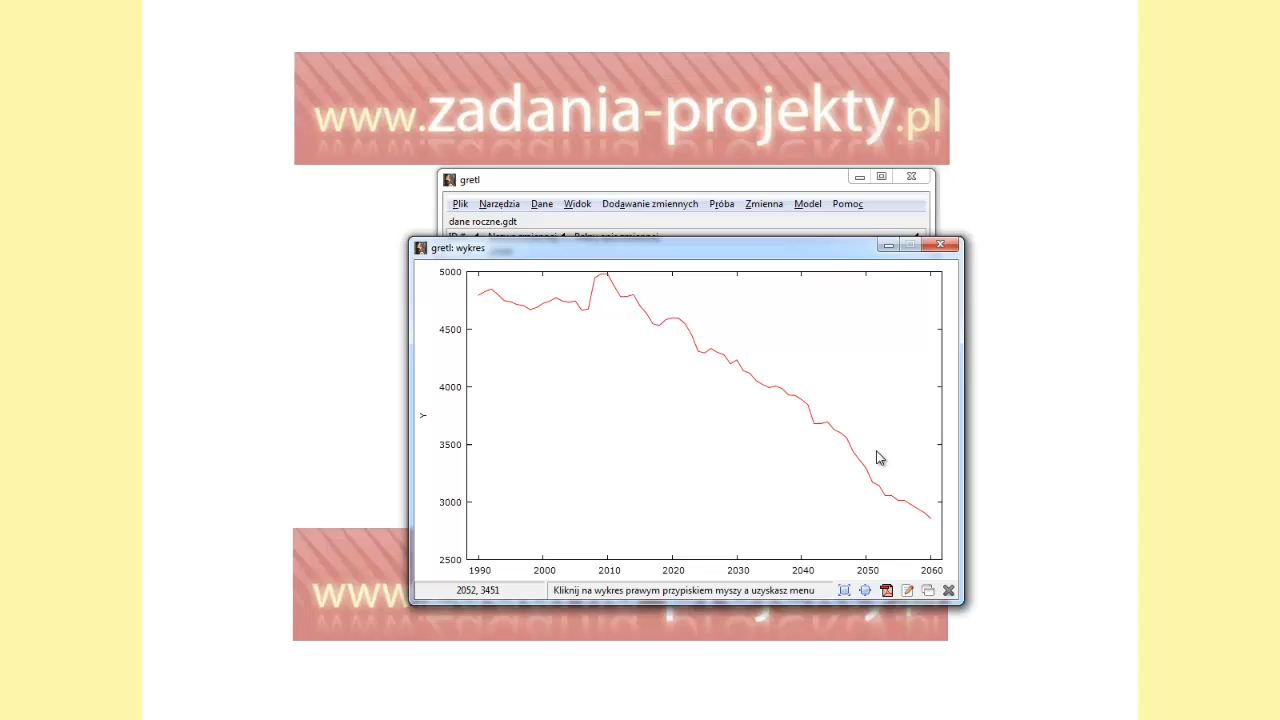 www.zadania-projekty.pl
gretl
Plik Narzędzia Dane Widok Dodawanie zmiennych Próba Zmienna Model Pomoc
dane roczne.gdt
gretl: wykres
5000
4500
4000
3500
3000
2500
Y
1990 2000 2010 2020 2030 2040 2050 2060
2052, 3451
Kliknij na wykres prawym przypiskiem myszy a uzyskasz menu
www.